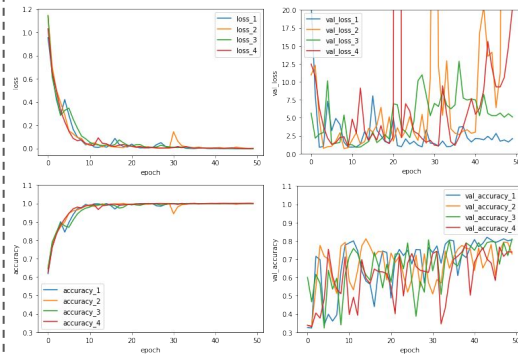 1.2
1.0
0.8
0.6
0.4
0.2
0.0
loss
0 10 20 30 40 50
epoch
loss_1
loss_2
loss_3
loss_4
20.0
17.5
15.0
12.5
10.0
7.5
5.0
2.5
0.0
val_loss
0 10 20 30 40 50
epoch
val_loss_1
val_loss_2
val_loss_3
val_loss_4
1.1
1.0
0.9
0.8
0.7
0.6
0.5
0.4
0.3
accuracy
0 10 20 30 40 50
epoch
accuracy_1
accuracy_2
accuracy_3
accuracy_4
1.1
1.0
0.9
0.8
0.7
0.6
0.5
0.4
0.3
val_accuracy
0 10 20 30 40 50
epoch
val_accuracy_1
val_accuracy_2
val_accuracy_3
val_accuracy_4